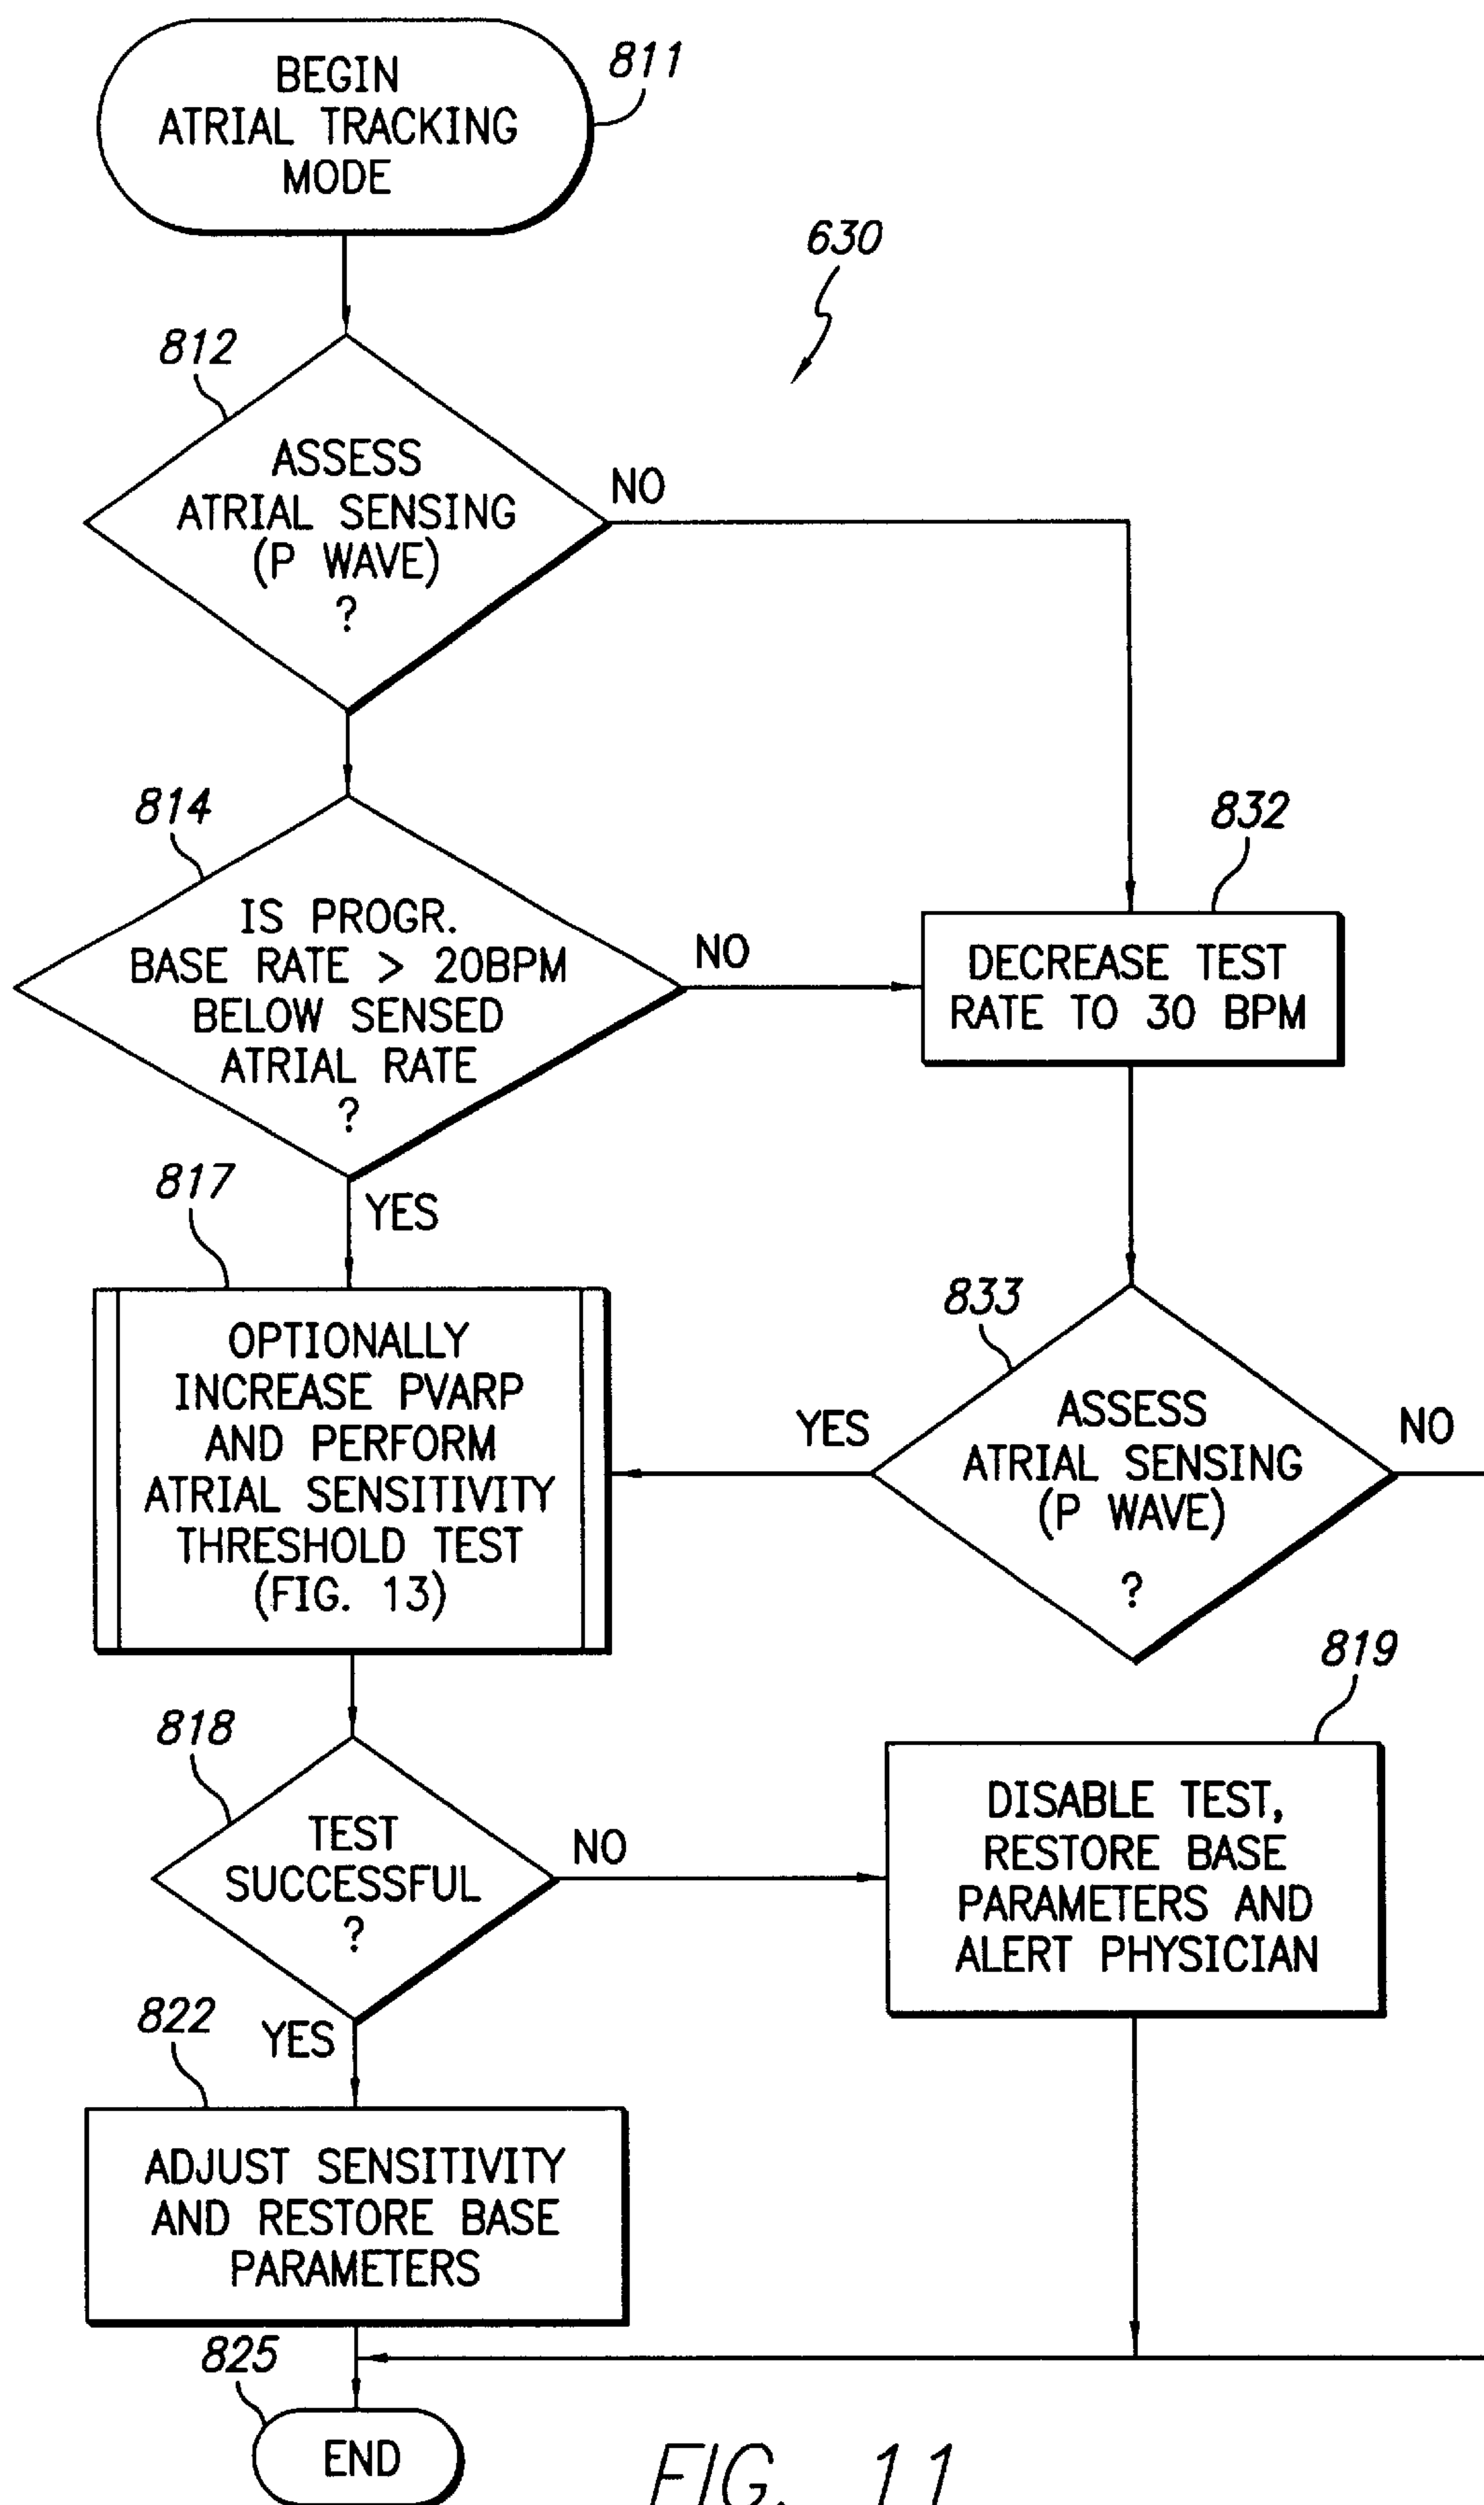 BEGIN
ATRIAL TRACKING
MODE
811
630
812
ASSESS
ATRIAL SENSING
(P WAVE)
?
NO
814
IS PROGR.
BASE RATE > 20BPM
BELOW SENSED
ATRIAL RATE
?
NO
YES
832
DECREASE TEST
RATE TO 30 BPM
817
OPTIONALLY
INCREASE PVARP
AND PERFORM
ATRIAL SENSITIVITY
THRESHOLD TEST
(FIG. 13)
833
YES
ASSESS
ATRIAL SENSING
(P WAVE)
?
NO
818
TEST
SUCCESSFUL
?
NO
YES
819
DISABLE TEST,
RESTORE BASE
PARAMETERS AND
ALERT PHYSICIAN
822
ADJUST SENSITIVITY
AND RESTORE BASE
PARAMETERS
825
END
FIG. 11